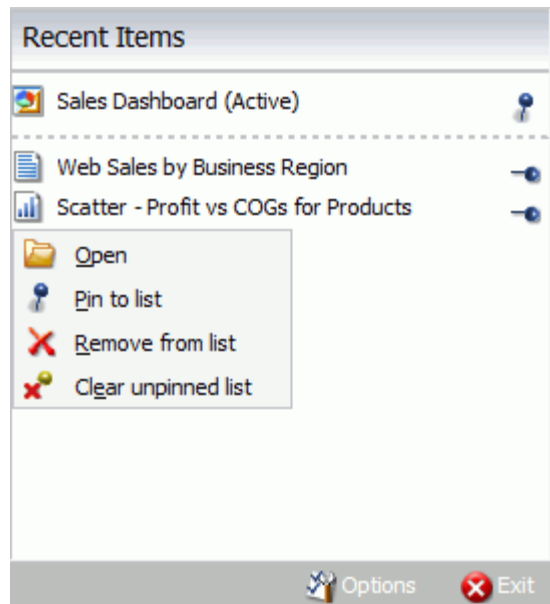 Recent Items
Sales Dashboard (Active)
Web Sales by Business Region
Scatter - Profit vs COGs for Products
Open
Pin to list
Remove from list
Clear unpinned list
Options Exit